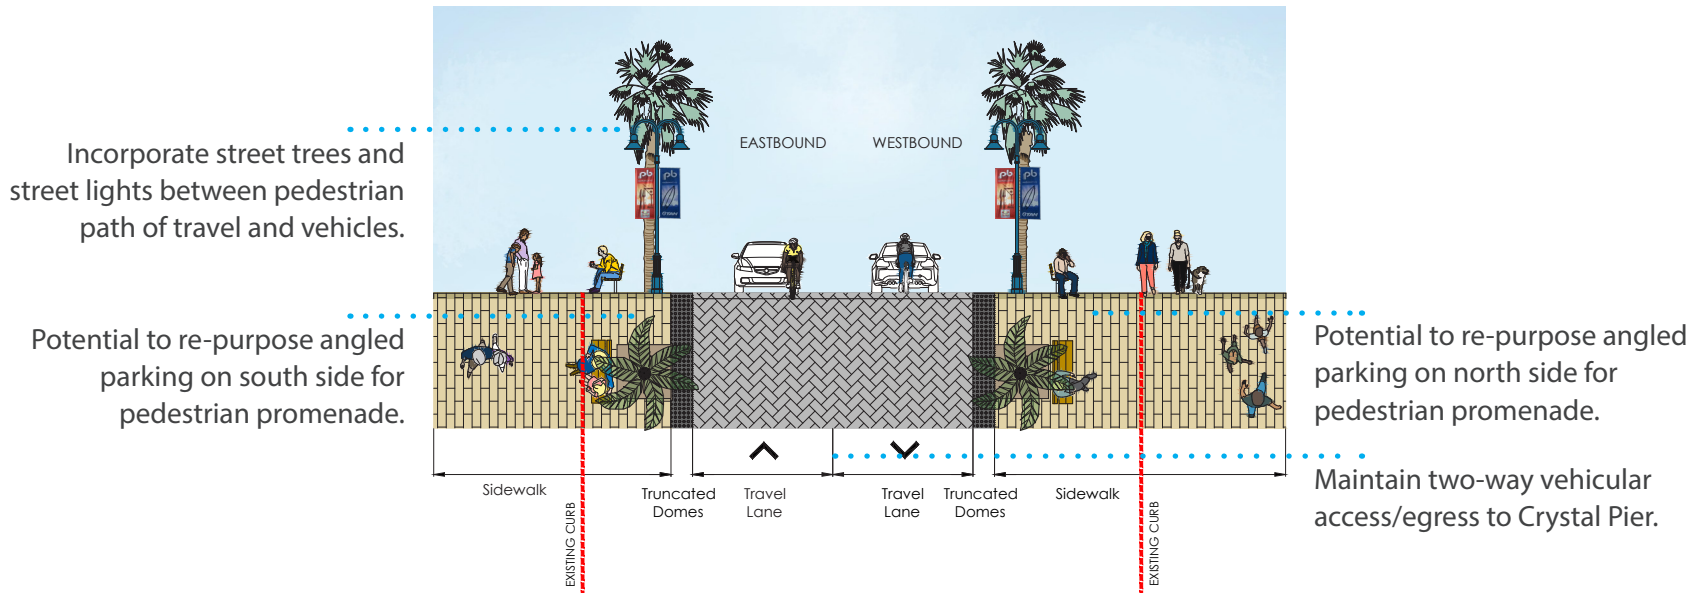 Incorporate street trees and
street lights between pedestrian
path of travel and vehicles.
EASTBOUND
WESTBOUND
pb
pb
pb
pb
Potential to re-purpose angled
parking on south side for
pedestrian promenade.
Potential to re-purpose angled
parking on north side for
pedestrian promenade.
Maintain two-way vehicular
access/egress to Crystal Pier.
Sidewalk
Truncated
Domes
Travel
Lane
Travel
Lane
Truncated
Domes
Sidewalk
EXISTING CURB
EXISTING CURB